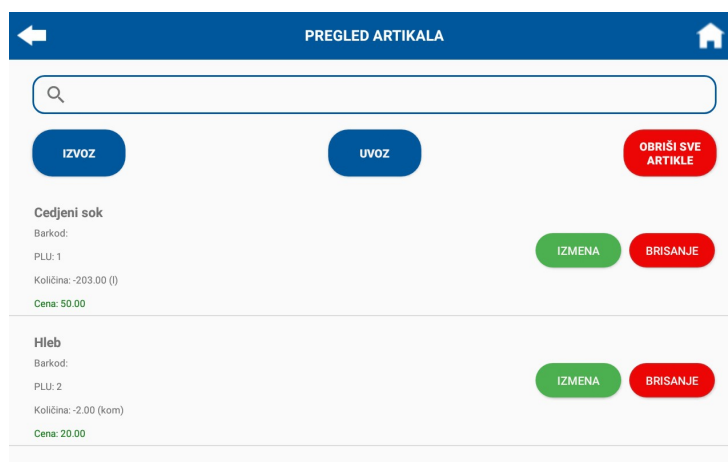 PREGLED ARTIKALA
IZVOZ
UVOZ
OBRIŠI SVE
ARTIKLE
Cedjeni sok
Barkod:
PLU: 1
Količina: -203.00 (l)
Cena: 50.00
IZMENA
BRISANJE
Hleb
Barkod:
PLU: 2
Količina: -2.00 (kom)
Cena: 20.00
IZMENA
BRISANJE